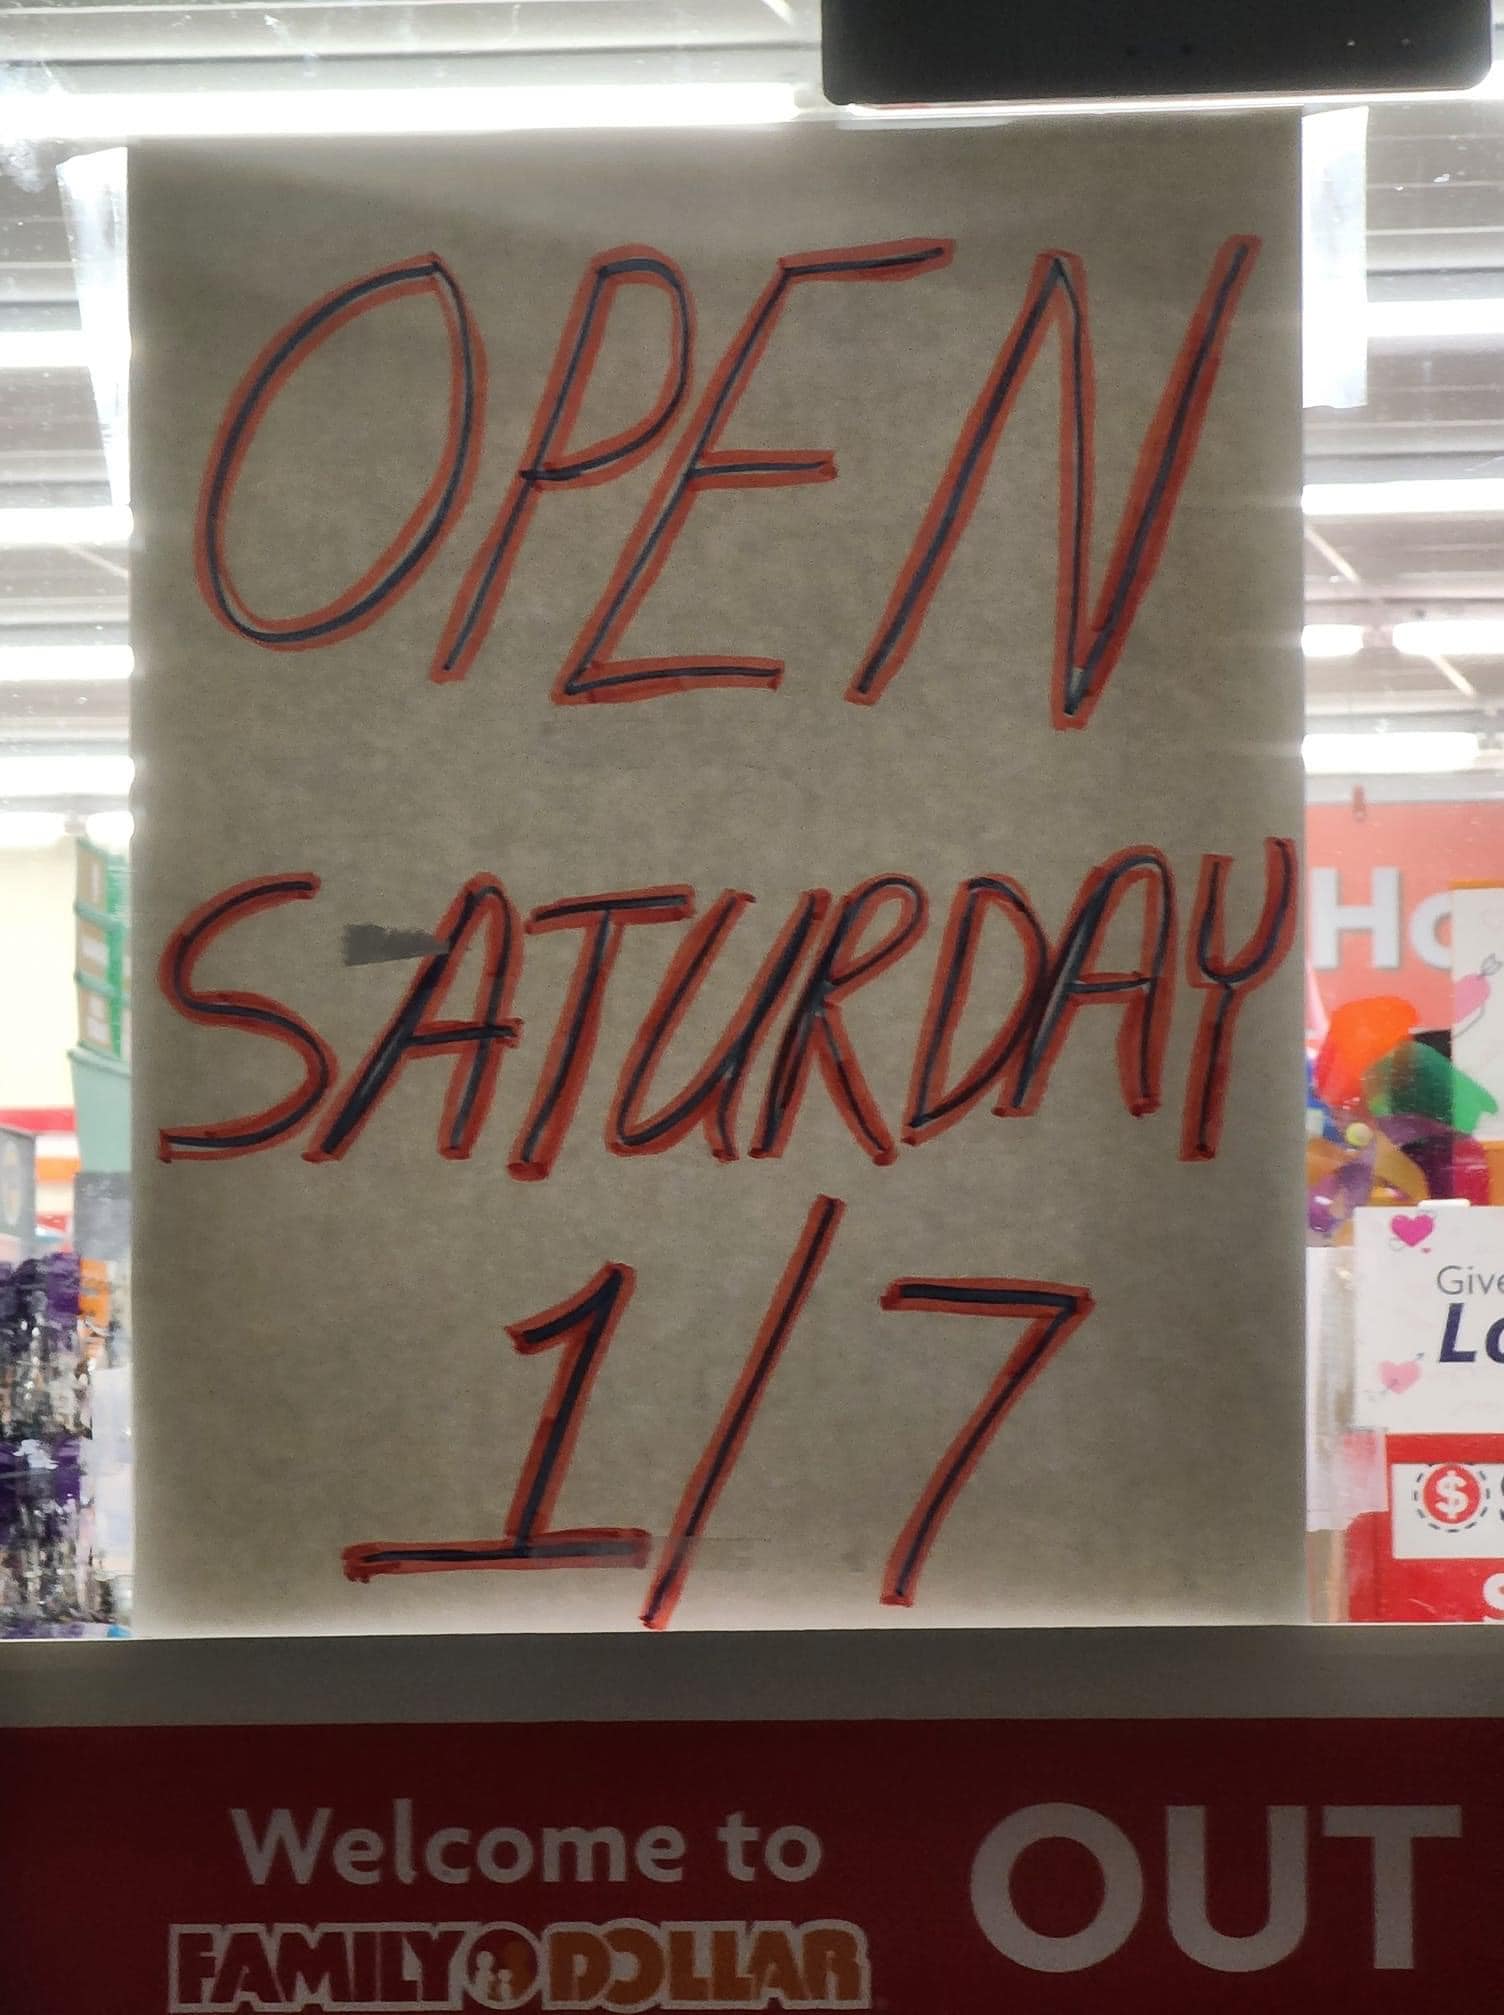 OPEN
SATURDAY
1/7
Welcome to
FAMILY DOLLAR
OUT
Give